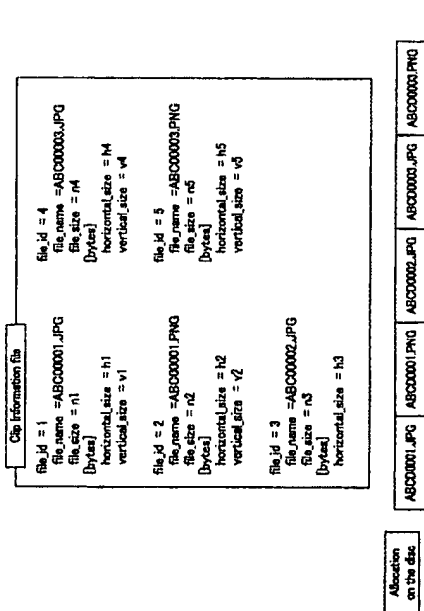 Clip Information file
file_id = 1
file_name =ABC00001.JPG
file_size = n1
[bytes]
horizontal_size = h1
vertical_size = v1
file_id = 2
file_name =ABC00001.PNG
file_size = n2
[bytes]
horizontal_size = h2
vertical_size = v2
file_id = 3
file_name =ABC00002.JPG
file_size = n3
[bytes]
horizontal_size = h3
file_id = 4
file_name =ABC00003.JPG
file_size = n4
[bytes]
horizontal_size = h4
vertical_size = v4
file_id = 5
file_name =ABC00003.PNG
file_size = n5
[bytes]
horizontal_size = h5
vertical_size = v5
Allocation
on the disc
ABC00001.JPG
ABC00001.PNG
ABC00002.JPG
ABC00003.JPG
ABC00003.PNG